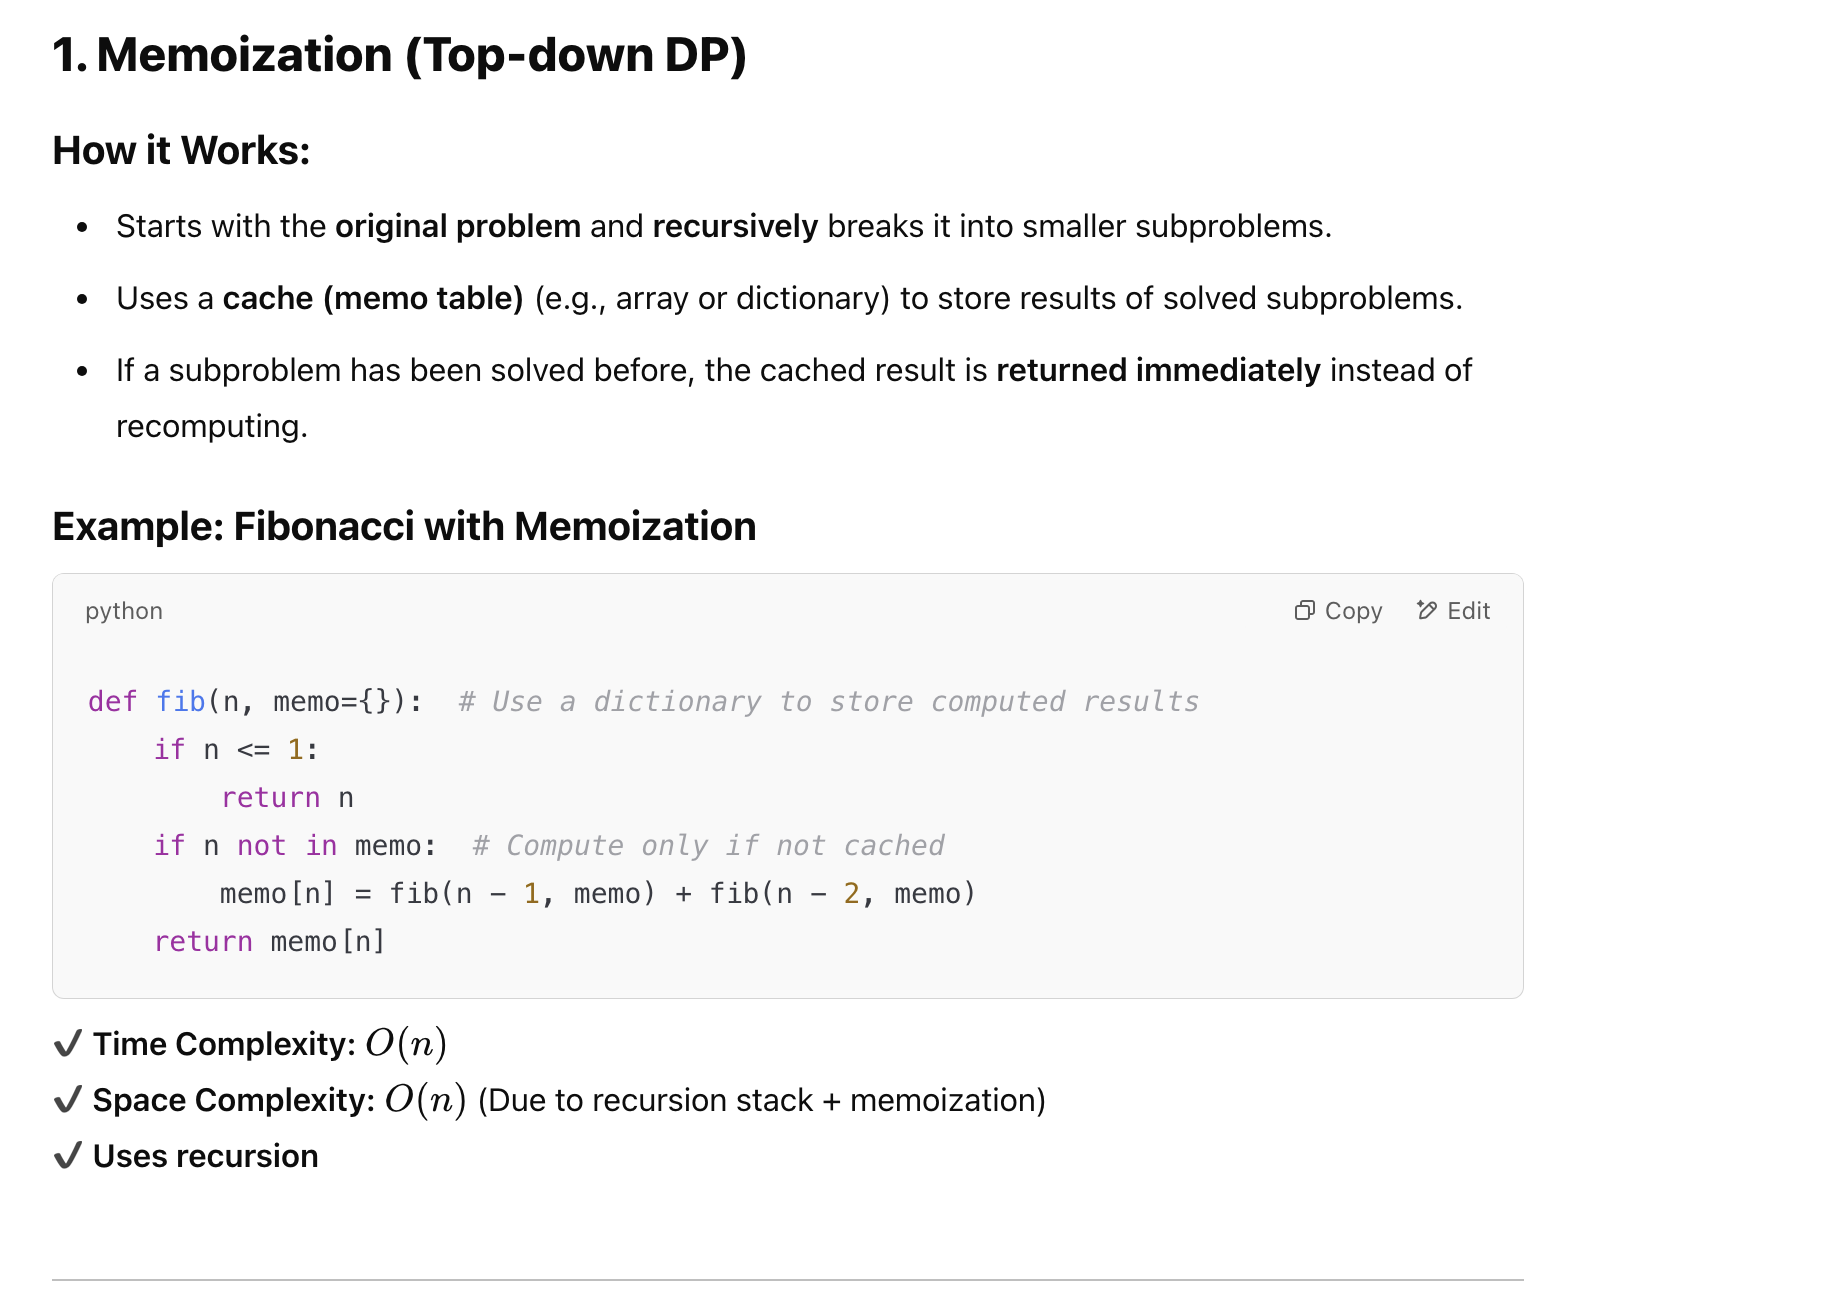 1. Memoization (Top-down DP)
How it Works:
• Starts with the original problem and recursively breaks it into smaller subproblems.
• Uses a cache (memo table) (e.g., array or dictionary) to store results of solved subproblems.
• If a subproblem has been solved before, the cached result is returned immediately instead of
recomputing.
Example: Fibonacci with Memoization
python Copy Edit
def fib(n, memo={}):  # Use a dictionary to store computed results
    if n <= 1:
        return n
    if n not in memo:  # Compute only if not cached
        memo[n] = fib(n - 1, memo) + fib(n - 2, memo)
    return memo[n]
✔ Time Complexity: O(n)
✔ Space Complexity: O(n) (Due to recursion stack + memoization)
✔ Uses recursion